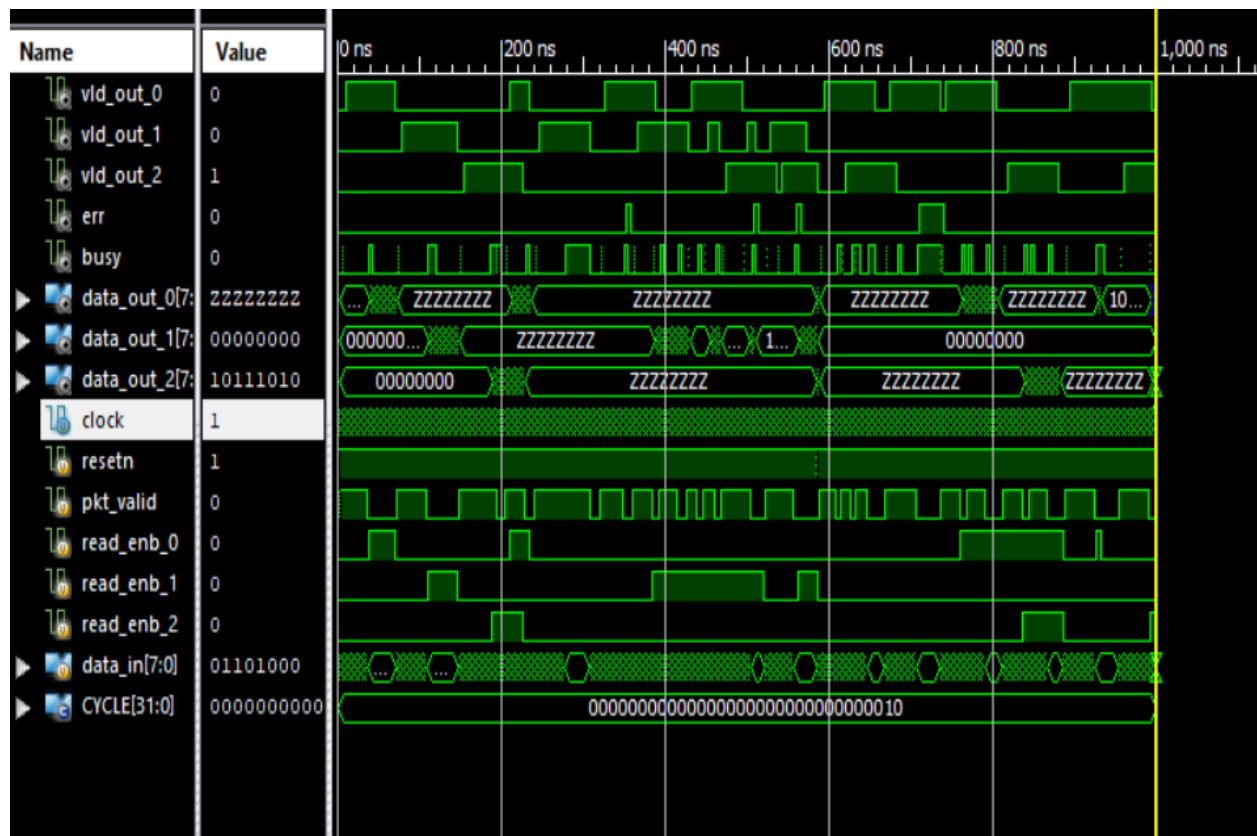 Name Value 0 ns 200 ns 400 ns 600 ns 800 ns 1,000 ns
vld_out_0 0
vld_out_1 0
vld_out_2 1
err 0
busy 0
data_out_0[7: ZZZZZZZZ ... ZZZZZZZZ ZZZZZZZZ ZZZZZZZZ ZZZZZZZZ 10...
data_out_1[7: 00000000 000000... ZZZZZZZZ ... 1... 00000000
data_out_2[7: 10111010 00000000 ZZZZZZZZ ZZZZZZZZ ZZZZZZZZ
clock 1
resetn 1
pkt_valid 0
read_enb_0 0
read_enb_1 0
read_enb_2 0
data_in[7:0] 01101000 ... ...
CYCLE[31:0] 0000000000 00000000000000000000000000000010